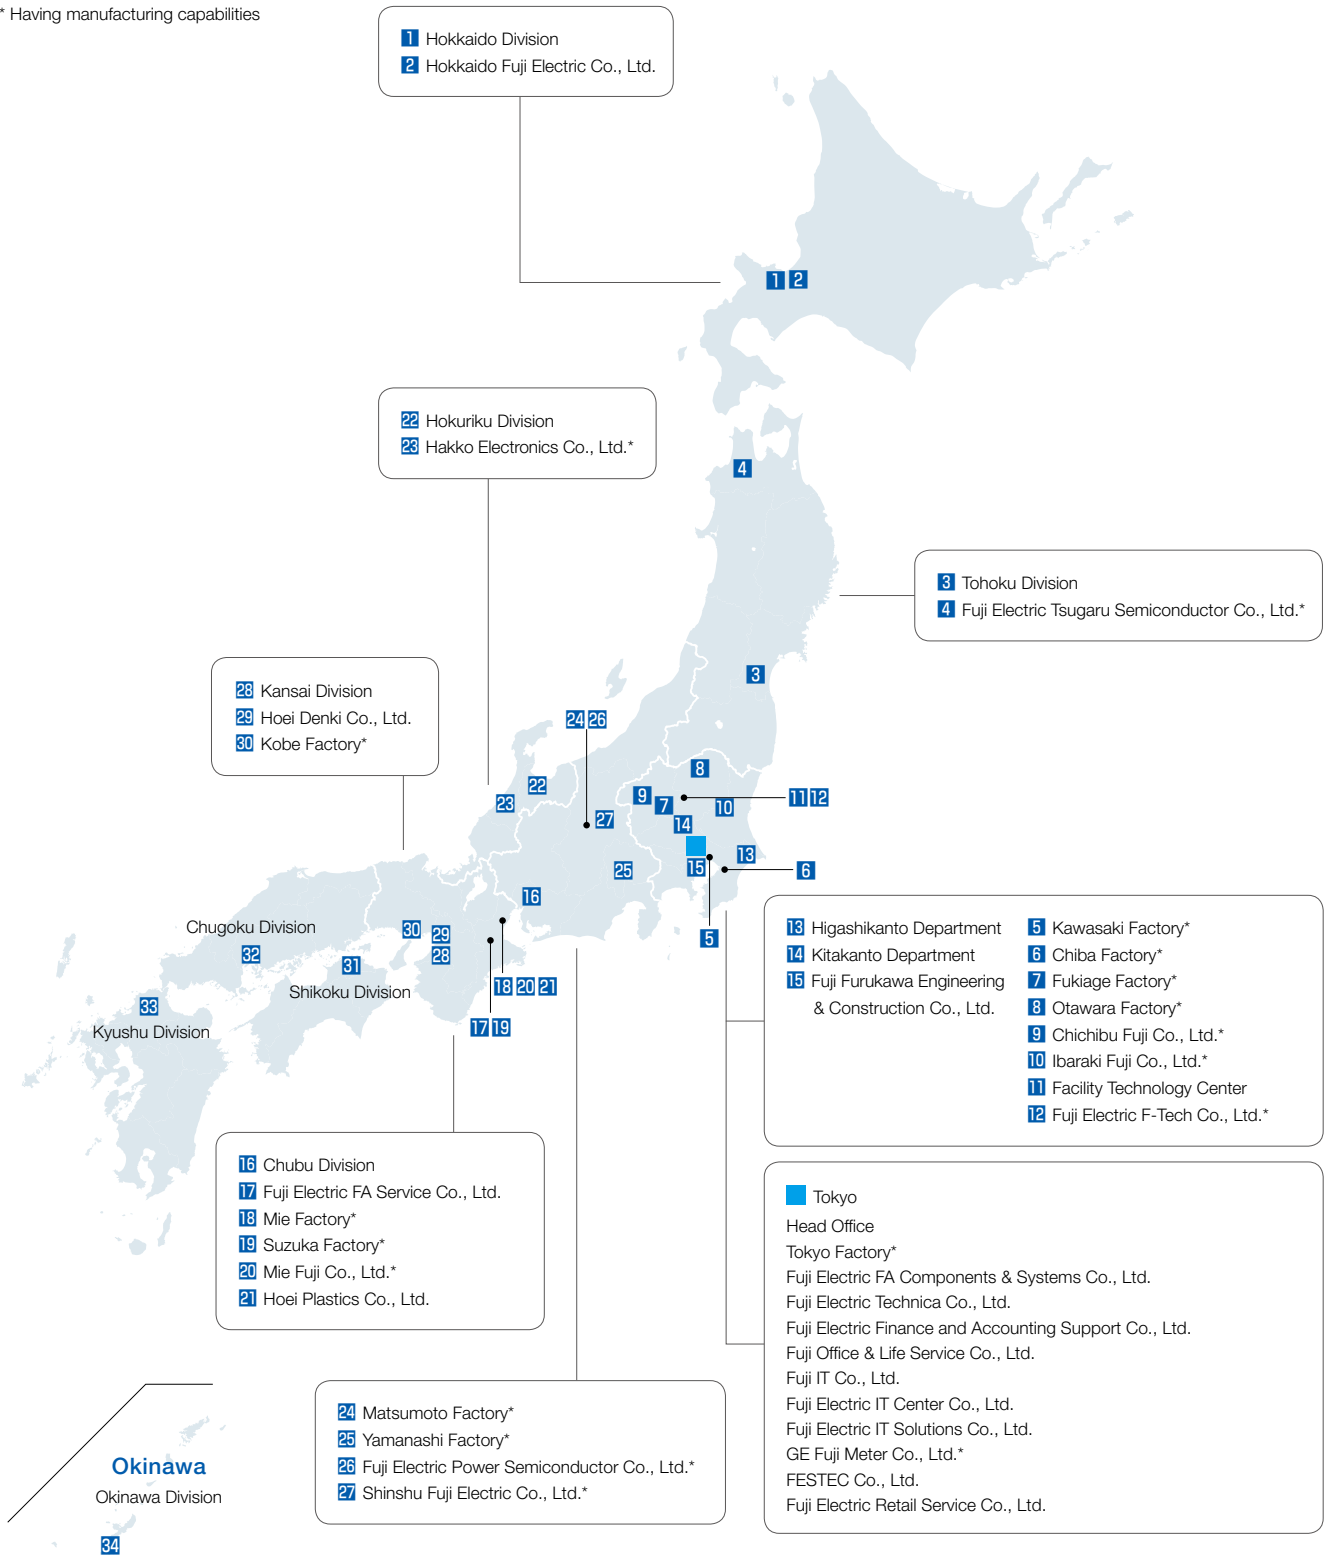 * Having manufacturing capabilities
1 Hokkaido Division
2 Hokkaido Fuji Electric Co., Ltd.
1 2
22 Hokuriku Division
23 Hakko Electronics Co., Ltd.*
4
3 Tohoku Division
4 Fuji Electric Tsugaru Semiconductor Co., Ltd.*
3
28 Kansai Division
29 Hoei Denki Co., Ltd.
30 Kobe Factory*
24 26
8
22
23
9
7
10
11 12
27
14
13
15
25
6
16
5
Chugoku Division
32
30
29
28
31
Shikoku Division
18 20 21
17 19
33
Kyushu Division
13 Higashikanto Department
14 Kitakanto Department
15 Fuji Furukawa Engineering
& Construction Co., Ltd.
5 Kawasaki Factory*
6 Chiba Factory*
7 Fukiage Factory*
8 Otawara Factory*
9 Chichibu Fuji Co., Ltd.*
10 Ibaraki Fuji Co., Ltd.*
11 Facility Technology Center
12 Fuji Electric F-Tech Co., Ltd.*
16 Chubu Division
17 Fuji Electric FA Service Co., Ltd.
18 Mie Factory*
19 Suzuka Factory*
20 Mie Fuji Co., Ltd.*
21 Hoei Plastics Co., Ltd.
Tokyo
Head Office
Tokyo Factory*
Fuji Electric FA Components & Systems Co., Ltd.
Fuji Electric Technica Co., Ltd.
Fuji Electric Finance and Accounting Support Co., Ltd.
Fuji Office & Life Service Co., Ltd.
Fuji IT Co., Ltd.
Fuji Electric IT Center Co., Ltd.
Fuji Electric IT Solutions Co., Ltd.
GE Fuji Meter Co., Ltd.*
FESTEC Co., Ltd.
Fuji Electric Retail Service Co., Ltd.
24 Matsumoto Factory*
25 Yamanashi Factory*
26 Fuji Electric Power Semiconductor Co., Ltd.*
27 Shinshu Fuji Electric Co., Ltd.*
Okinawa
Okinawa Division
34